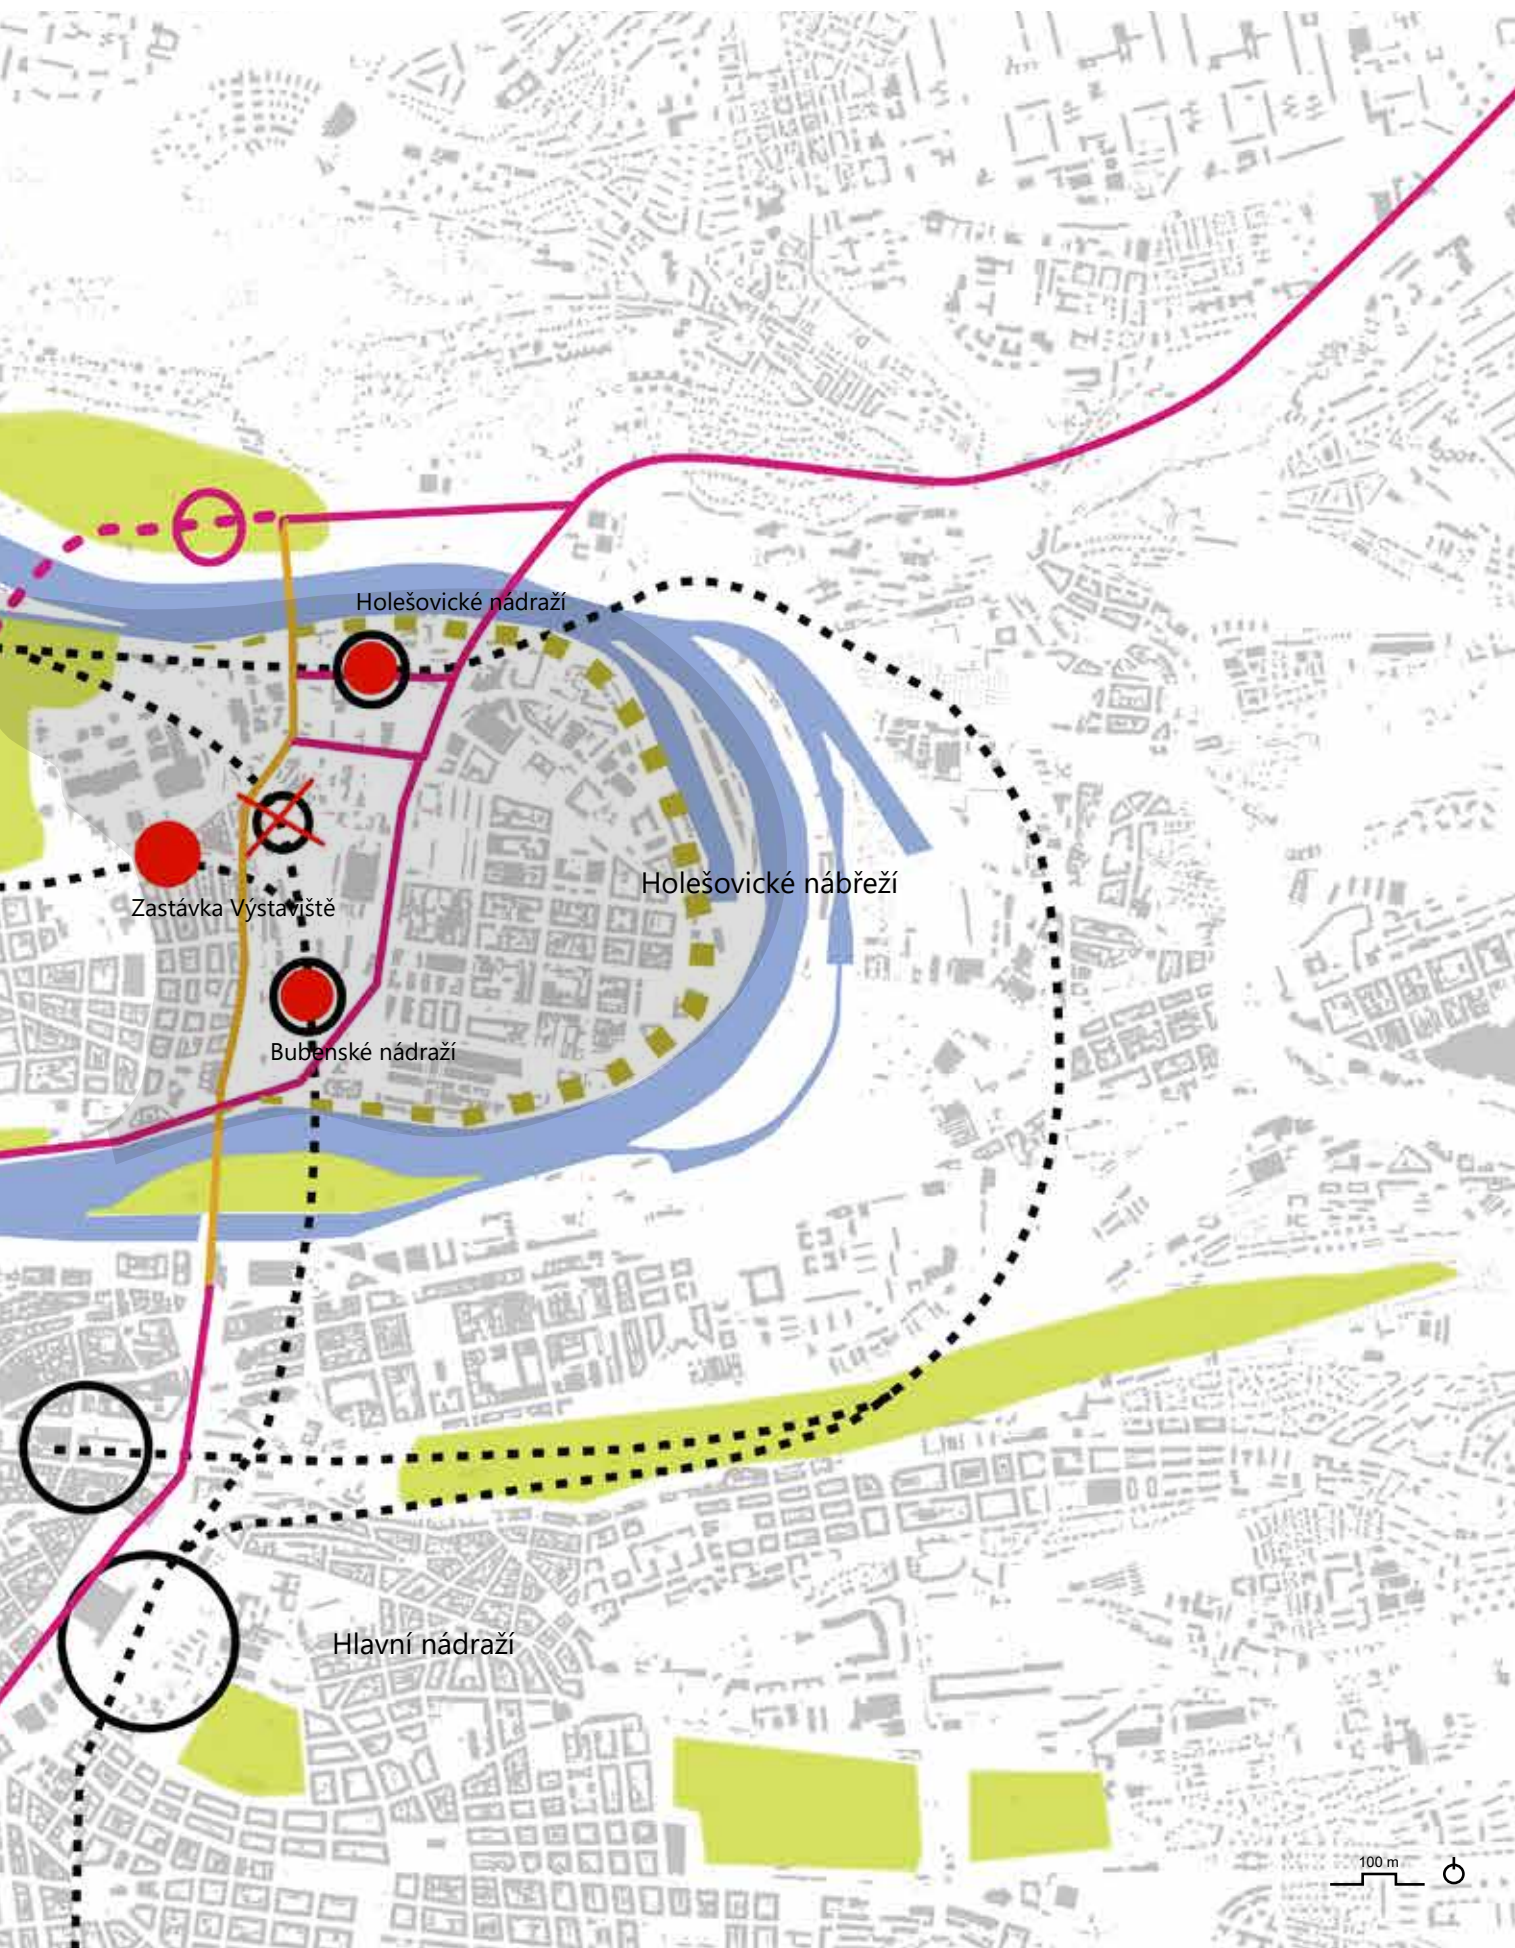 Holešovické nádraží
Holešovické nábřeží
Zastávka Výstaviště
Bubenské nádraží
Hlavní nádraží
100 m